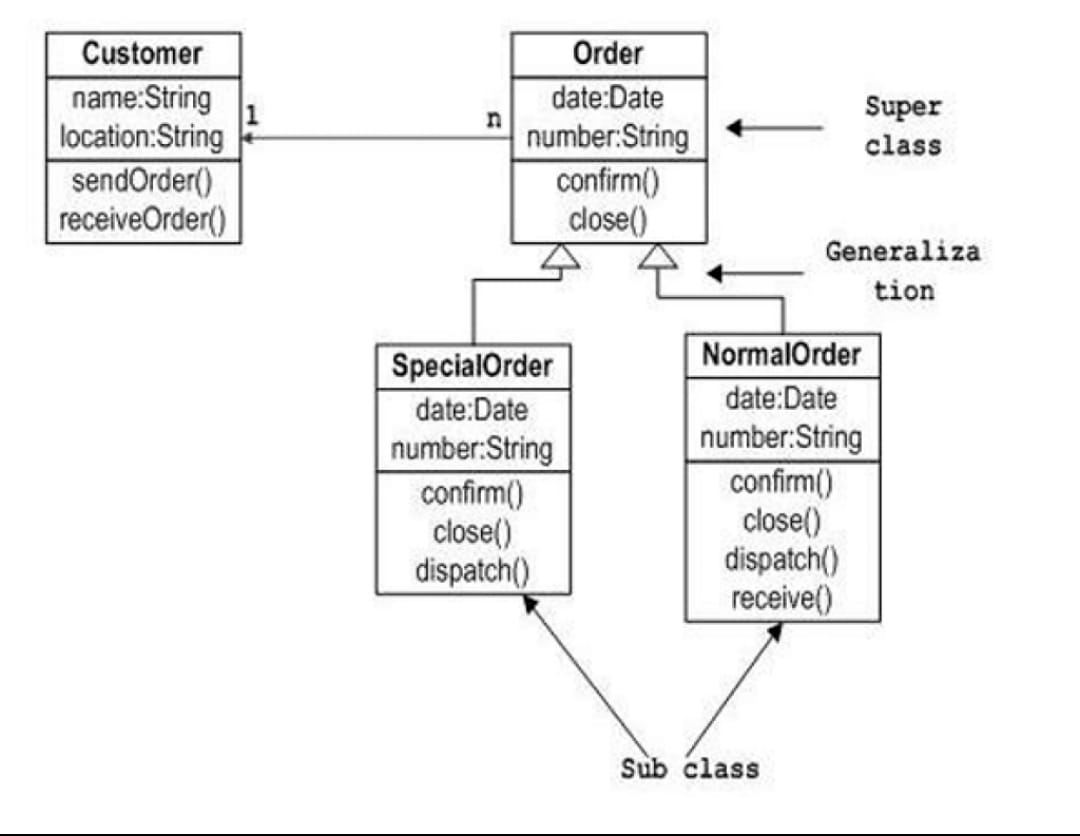 Customer
name:String
location:String
sendOrder()
receiveOrder()
1
n
Order
date:Date
number:String
confirm()
close()
Super
class
Generaliza
tion
SpecialOrder
date:Date
number:String
confirm()
close()
dispatch()
NormalOrder
date:Date
number:String
confirm()
close()
dispatch()
receive()
Sub class